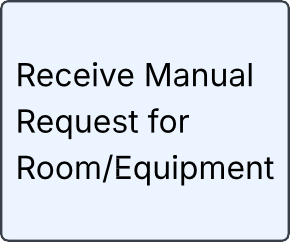 Receive Manual
Request for
Room/Equipment